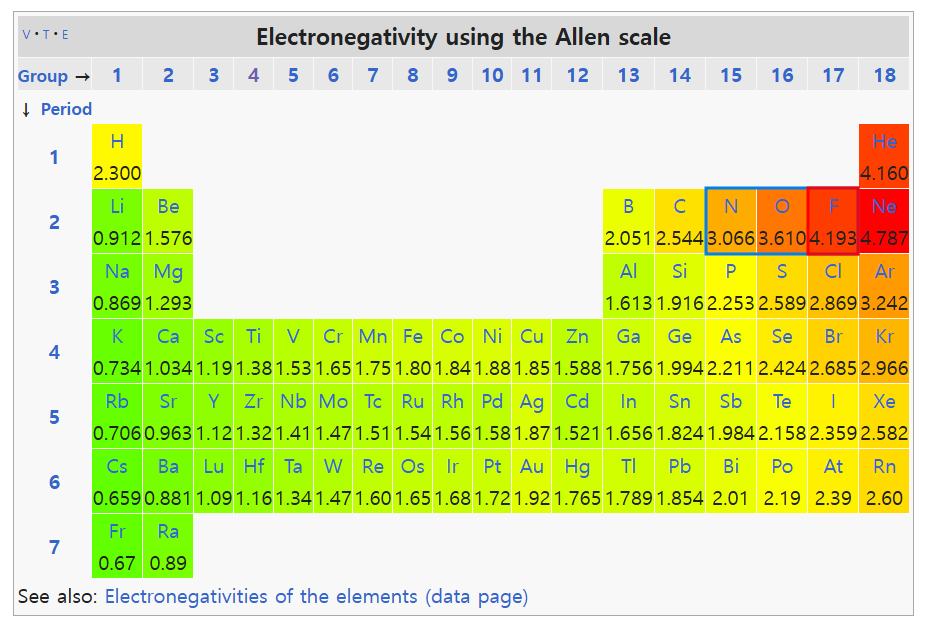 V • T • E
Electronegativity using the Allen scale
Group → 1 2 3 4 5 6 7 8 9 10 11 12 13 14 15 16 17 18
↓ Period
1 H He
2.300 4.160
2 Li Be B C N O F Ne
0.912 1.576 2.051 2.544 3.066 3.610 4.193 4.787
3 Na Mg Al Si P S Cl Ar
0.869 1.293 1.613 1.916 2.253 2.589 2.869 3.242
4 K Ca Sc Ti V Cr Mn Fe Co Ni Cu Zn Ga Ge As Se Br Kr
0.734 1.034 1.19 1.38 1.53 1.65 1.75 1.80 1.84 1.88 1.85 1.588 1.756 1.994 2.211 2.424 2.685 2.966
5 Rb Sr Y Zr Nb Mo Tc Ru Rh Pd Ag Cd In Sn Sb Te I Xe
0.706 0.963 1.12 1.32 1.41 1.47 1.51 1.54 1.56 1.58 1.87 1.521 1.656 1.824 1.984 2.158 2.359 2.582
6 Cs Ba Lu Hf Ta W Re Os Ir Pt Au Hg Tl Pb Bi Po At Rn
0.659 0.881 1.09 1.16 1.34 1.47 1.60 1.65 1.68 1.72 1.92 1.765 1.789 1.854 2.01 2.19 2.39 2.60
7 Fr Ra
0.67 0.89
See also: Electronegativities of the elements (data page)